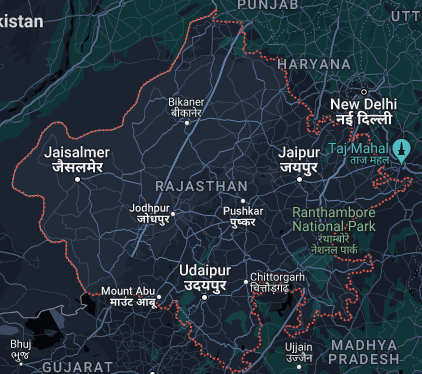 PUNJAB
kistan
UTT
HARYANA
Bikaner
बीकानेर
New Delhi
नई दिल्ली
Jaisalmer
जैसलमेर
Jaipur
जयपुर
Taj Mahal
ताज महल
RAJASTHAN
Jodhpur
जोधपुर
Pushkar
पुष्कर
Ranthambore
National Park
रणथम्भौर
नेशनल पार्क
Udaipur
उदयपुर
Chittorgarh
चित्तौड़गढ़
Mount Abu
माउंट आबू
Bhuj
भुज
GUJARAT
Ujjain
उज्जैन
MADHYA
PRADESH